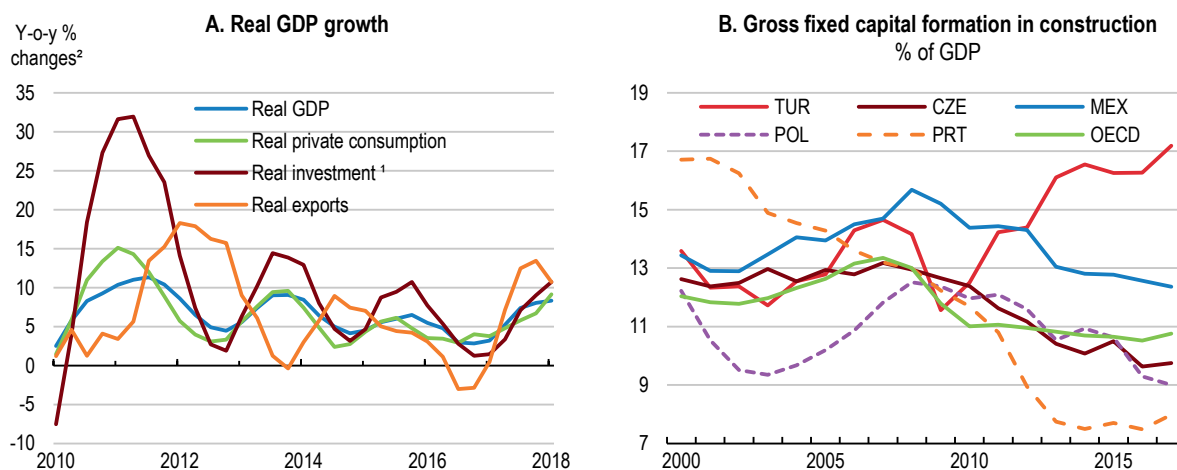 A. Real GDP growth
Y-o-y %
changes²
35
30
25
20
15
10
5
0
-5
-10
Real GDP
Real private consumption
Real investment ¹
Real exports
2010 2012 2014 2016 2018
B. Gross fixed capital formation in construction
% of GDP
19
17
15
13
11
9
7
TUR CZE MEX
POL PRT OECD
2000 2005 2010 2015